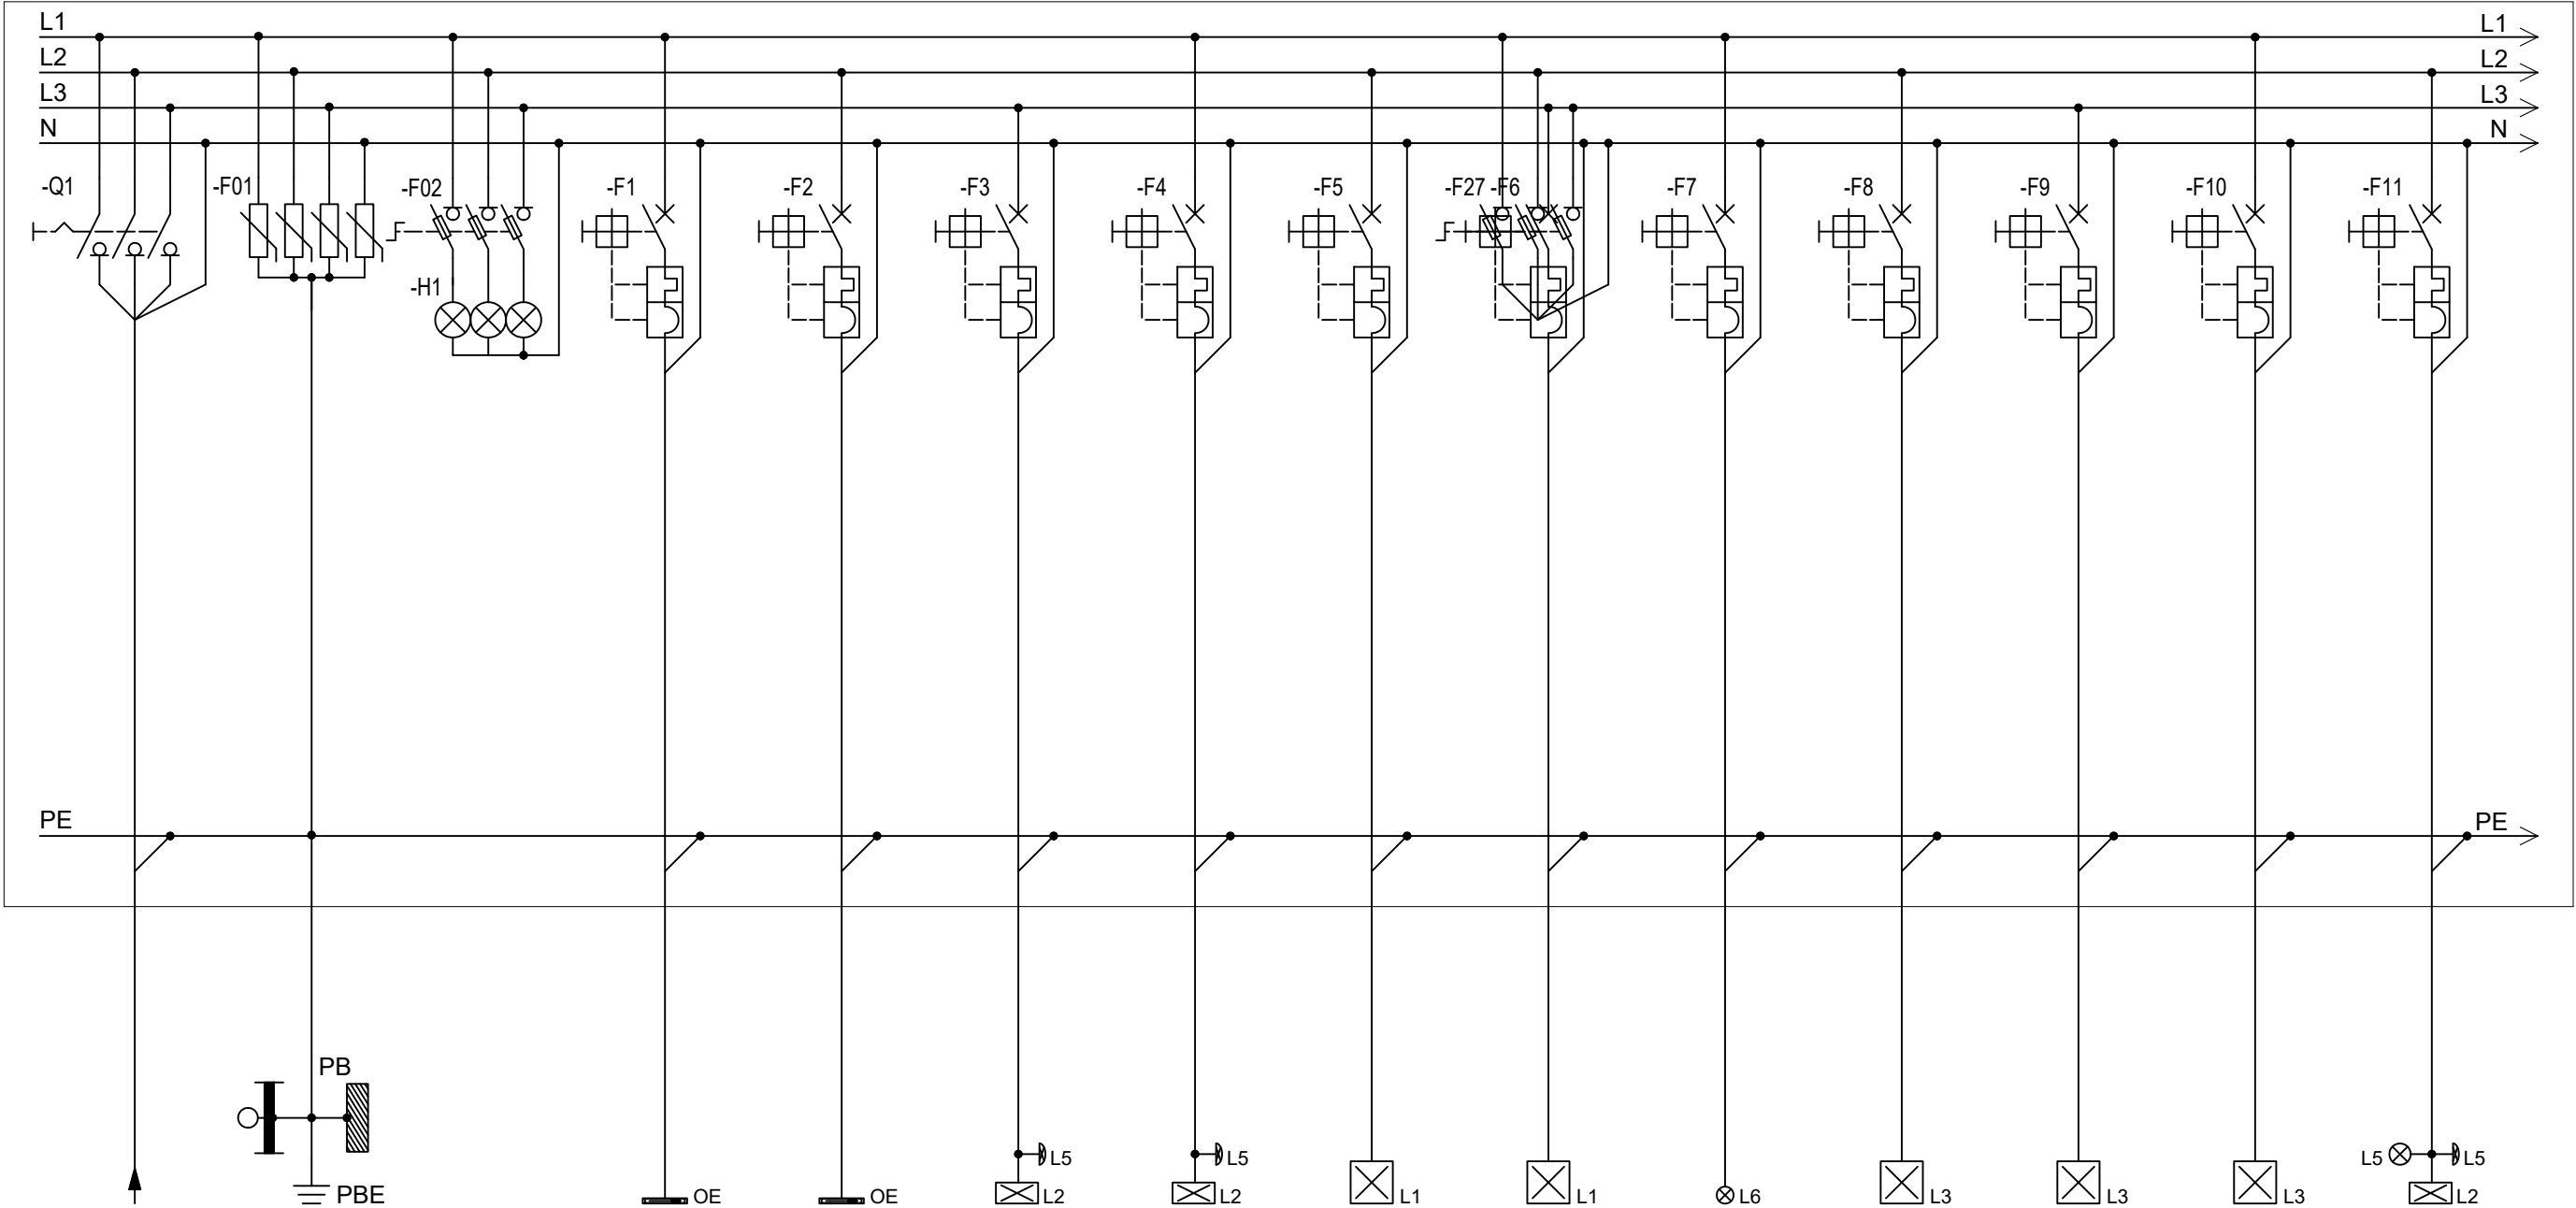 L1 L1
L2 L2
L3 L3
N N
-Q1 -F01 -F02 -F1 -F2 -F3 -F4 -F5 -F27 -F6 -F7 -F8 -F9 -F10 -F11
-H1
PE PE
PB
L5 L5 L5 L5
PBE OE OE L2 L2 L1 L1 L6 L3 L3 L3 L2